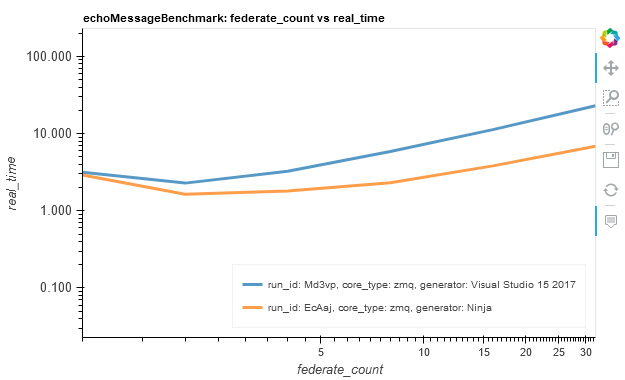 echoMessageBenchmark: federate_count vs real_time
100.000
10.000
1.000
0.100
real_time
run_id: Md3vp, core_type: zmq, generator: Visual Studio 15 2017
run_id: EcAaj, core_type: zmq, generator: Ninja
5 10 15 20 25 30
federate_count